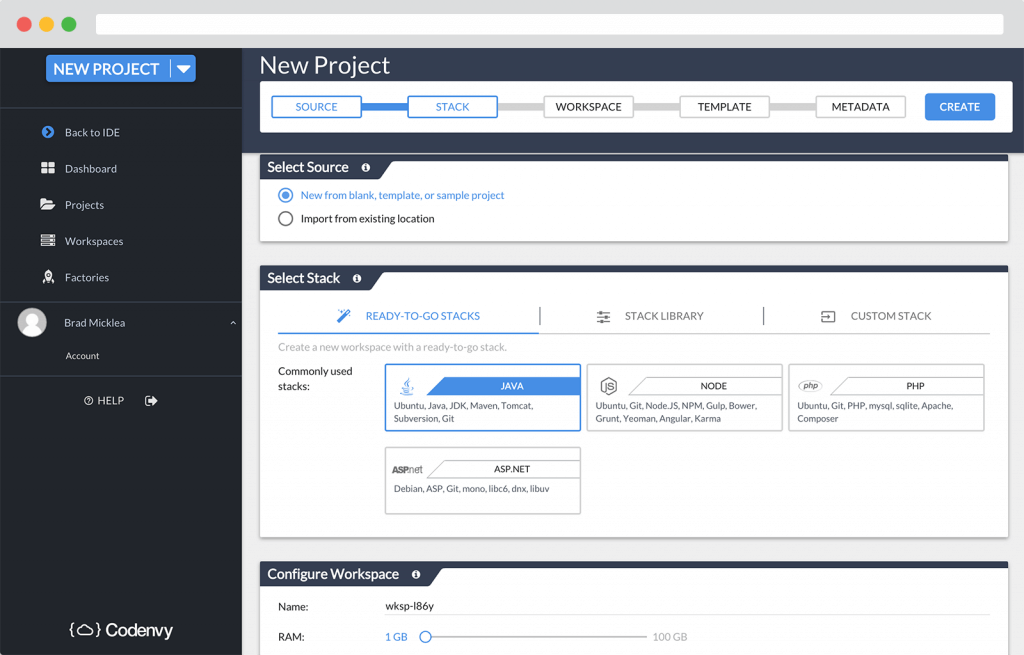 NEW PROJECT
Back to IDE
Dashboard
Projects
Workspaces
Factories
Brad Micklea
Account
HELP
{} Codenvy
New Project
SOURCE
STACK
WORKSPACE
TEMPLATE
METADATA
CREATE
Select Source
New from blank, template, or sample project
Import from existing location
Select Stack
READY-TO-GO STACKS
STACK LIBRARY
CUSTOM STACK
Create a new workspace with a ready-to-go stack.
Commonly used
stacks:
JAVA
Ubuntu, Java, JDK, Maven, Tomcat,
Subversion, Git
JS
NODE
Ubuntu, Git, Node.JS, NPM, Gulp, Bower,
Grunt, Yeoman, Angular, Karma
php
PHP
Ubuntu, Git, PHP, mysql, sqlite, Apache,
Composer
ASP.net
ASP.NET
Debian, ASP, Git, mono, libc6, dnx, libuv
Configure Workspace
Name: wksp-l86y
RAM: 1 GB 100 GB